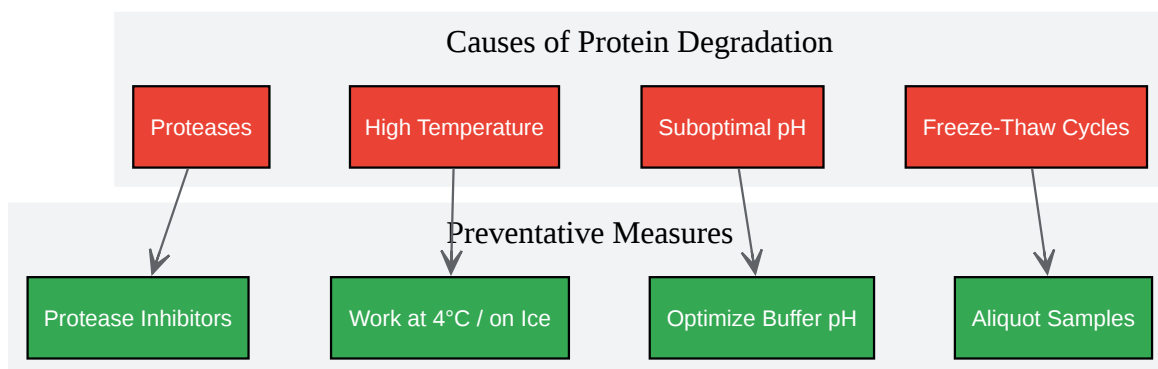 Causes of Protein Degradation
Proteases
High Temperature
Suboptimal pH
Freeze-Thaw Cycles
Preventative Measures
Protease Inhibitors
Work at 4°C / on Ice
Optimize Buffer pH
Aliquot Samples